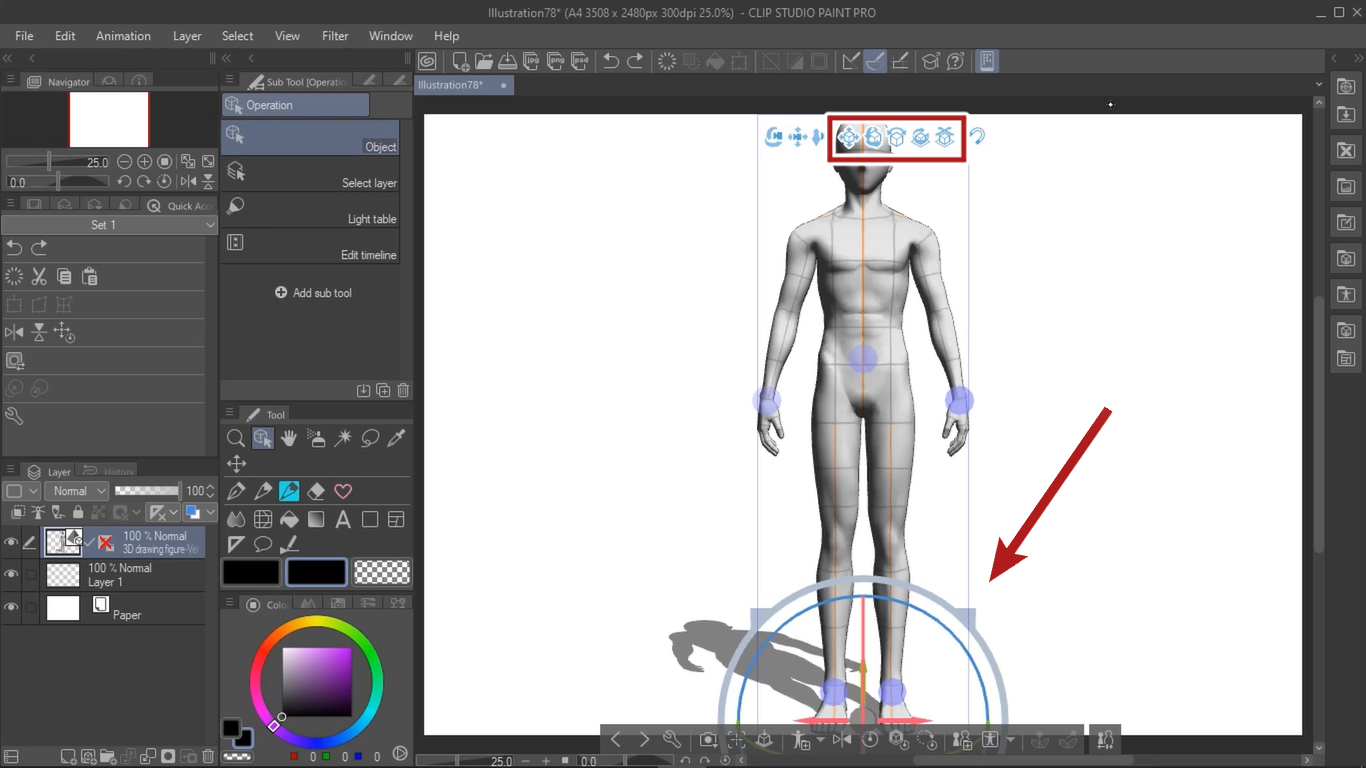 Illustration78* (A4 3508 x 2480px 300dpi 25.0%) - CLIP STUDIO PAINT PRO
File Edit Animation Layer Select View Filter Window Help
Navigator
Sub Tool [Operatio
Illustration78*
Operation
Object
Select layer
Light table
Edit timeline
Add sub tool
25.0
0.0
Quick Acc
Set 1
Tool
Layer
History
Normal
100
100 % Normal
3D drawing figure-Ver
100 % Normal
Layer 1
Paper
Colo
0 0 0
25.0
0.0